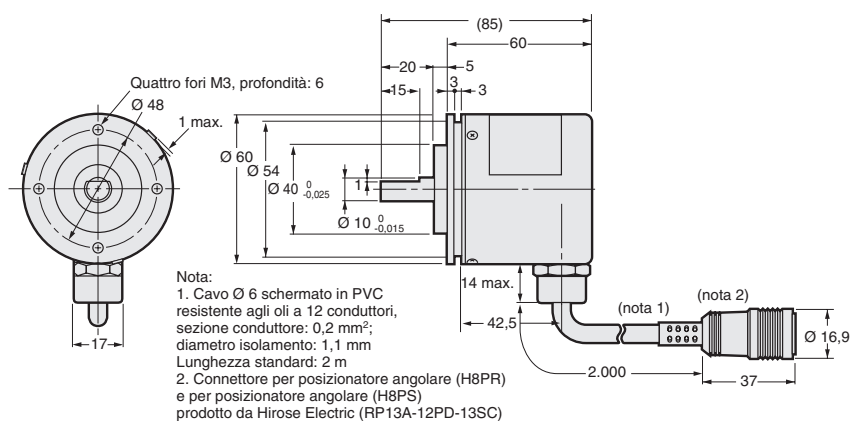 (85)
60
20
5
15
3
3
Quattro fori M3, profondità: 6
Ø 48
1 max.
Ø 60
Ø 54
Ø 40 0 -0,025
1
Ø 10 0 -0,015
14 max.
42,5
(nota 1)
(nota 2)
Ø 16,9
2.000
37
17
Nota:
1. Cavo Ø 6 schermato in PVC
resistente agli oli a 12 conduttori,
sezione conduttore: 0,2 mm²;
diametro isolamento: 1,1 mm
Lunghezza standard: 2 m
2. Connettore per posizionatore angolare (H8PR)
e per posizionatore angolare (H8PS)
prodotto da Hirose Electric (RP13A-12PD-13SC)